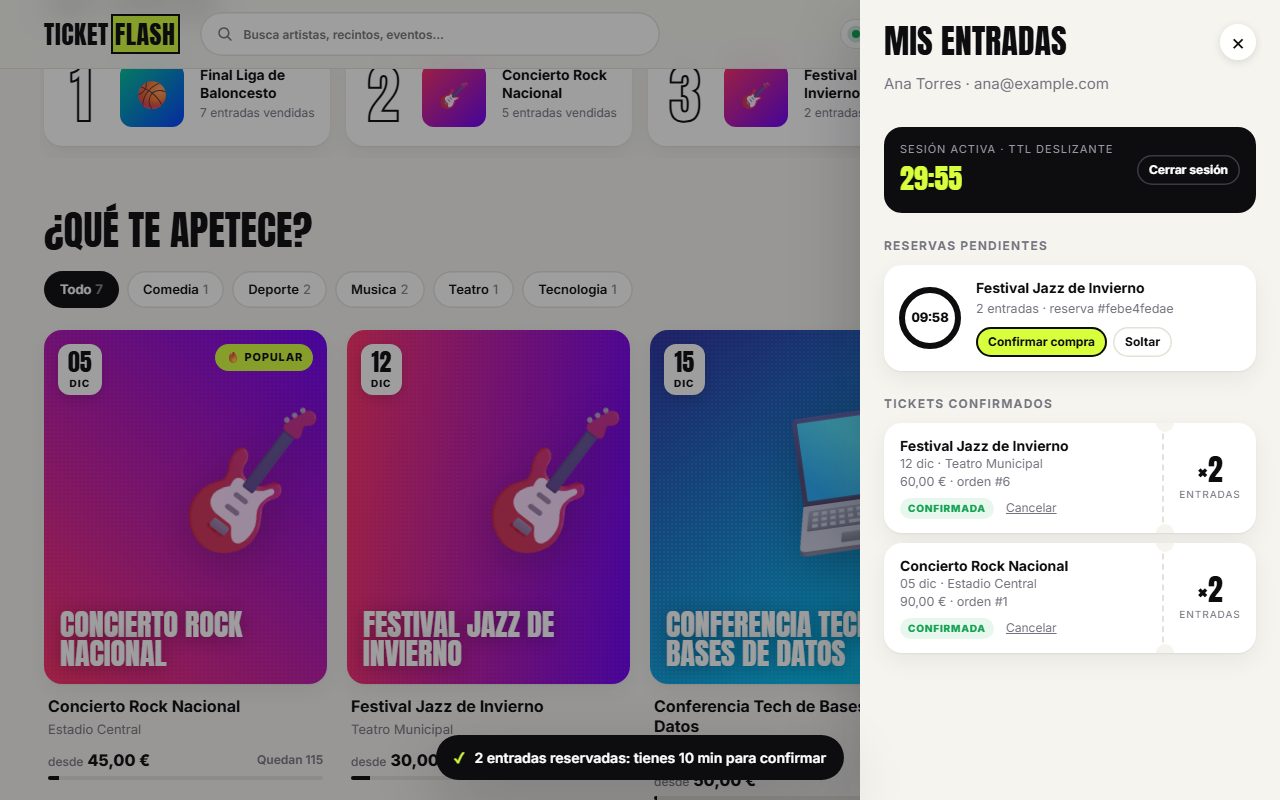 TICKET FLASH
Busca artistas, recintos, eventos...
1
Final Liga de
Baloncesto
7 entradas vendidas
2
Concierto Rock
Nacional
5 entradas vendidas
3
Festival
Invierno
2 entradas
¿QUÉ TE APETECE?
Todo 7
Comedia 1
Deporte 2
Musica 2
Teatro 1
Tecnologia 1
05
DIC
🔥 POPULAR
CONCIERTO ROCK
NACIONAL
Concierto Rock Nacional
Estadio Central
desde 45,00 €
Quedan 115
12
DIC
FESTIVAL JAZZ DE
INVIERNO
Festival Jazz de Invierno
Teatro Municipal
desde 30,00
15
DIC
CONFERENCIA TEC
BASES DE DATOS
Conferencia Tech de Bases
Datos
desde 50,00 €
✓ 2 entradas reservadas: tienes 10 min para confirmar
MIS ENTRADAS
×
Ana Torres · ana@example.com
SESIÓN ACTIVA · TTL DESLIZANTE
29:55
Cerrar sesión
RESERVAS PENDIENTES
09:58
Festival Jazz de Invierno
2 entradas · reserva #febe4fedae
Confirmar compra
Soltar
TICKETS CONFIRMADOS
Festival Jazz de Invierno
12 dic · Teatro Municipal
60,00 € · orden #6
CONFIRMADA
Cancelar
×2
ENTRADAS
Concierto Rock Nacional
05 dic · Estadio Central
90,00 € · orden #1
CONFIRMADA
Cancelar
×2
ENTRADAS